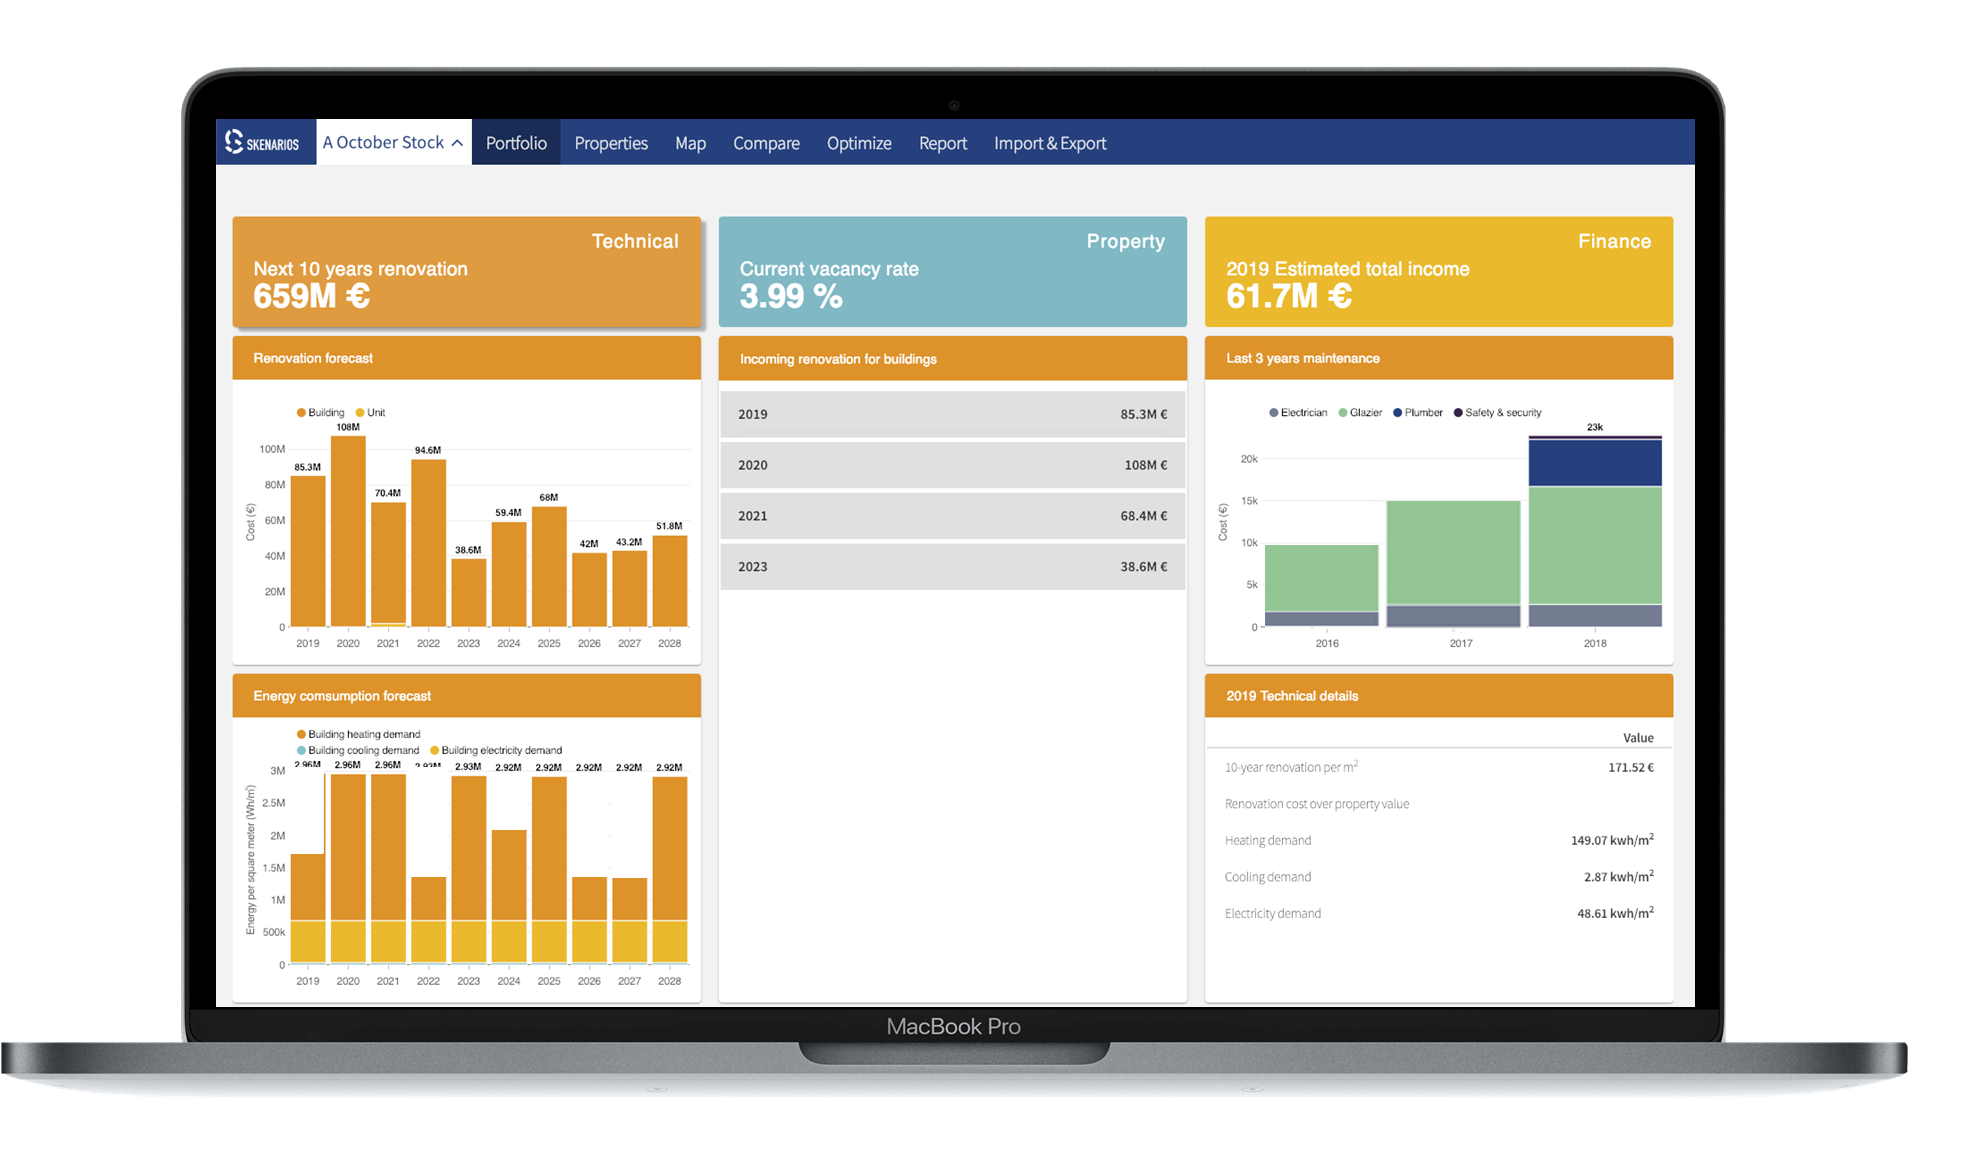 SKENARIOS
A October Stock
Portfolio
Properties
Map
Compare
Optimize
Report
Import & Export
Technical
Next 10 years renovation
659M €
Property
Current vacancy rate
3.99 %
Finance
2019 Estimated total income
61.7M €
Renovation forecast
Building Unit
108M
100M
94.6M
85.3M
80M
70.4M
68M
60M
59.4M
51.8M
Cost (€)
40M
38.6M
42M
43.2M
20M
0
2019 2020 2021 2022 2023 2024 2025 2026 2027 2028
Incoming renovation for buildings
2019 85.3M €
2020 108M €
2021 68.4M €
2023 38.6M €
Last 3 years maintenance
Electrician Glazier Plumber Safety & security
23k
20k
15k
Cost (€)
10k
5k
0
2016 2017 2018
Energy comsumption forecast
Building heating demand
Building cooling demand Building electricity demand
2.96M 2.96M 2.96M 2.93M 2.93M 2.92M 2.92M 2.92M 2.92M 2.92M
3M
2.5M
2M
1.5M
1M
500k
0
Energy per square meter (Wh/m²)
2019 2020 2021 2022 2023 2024 2025 2026 2027 2028
2019 Technical details
Value
10-year renovation per m² 171.52 €
Renovation cost over property value
Heating demand 149.07 kwh/m²
Cooling demand 2.87 kwh/m²
Electricity demand 48.61 kwh/m²
MacBook Pro